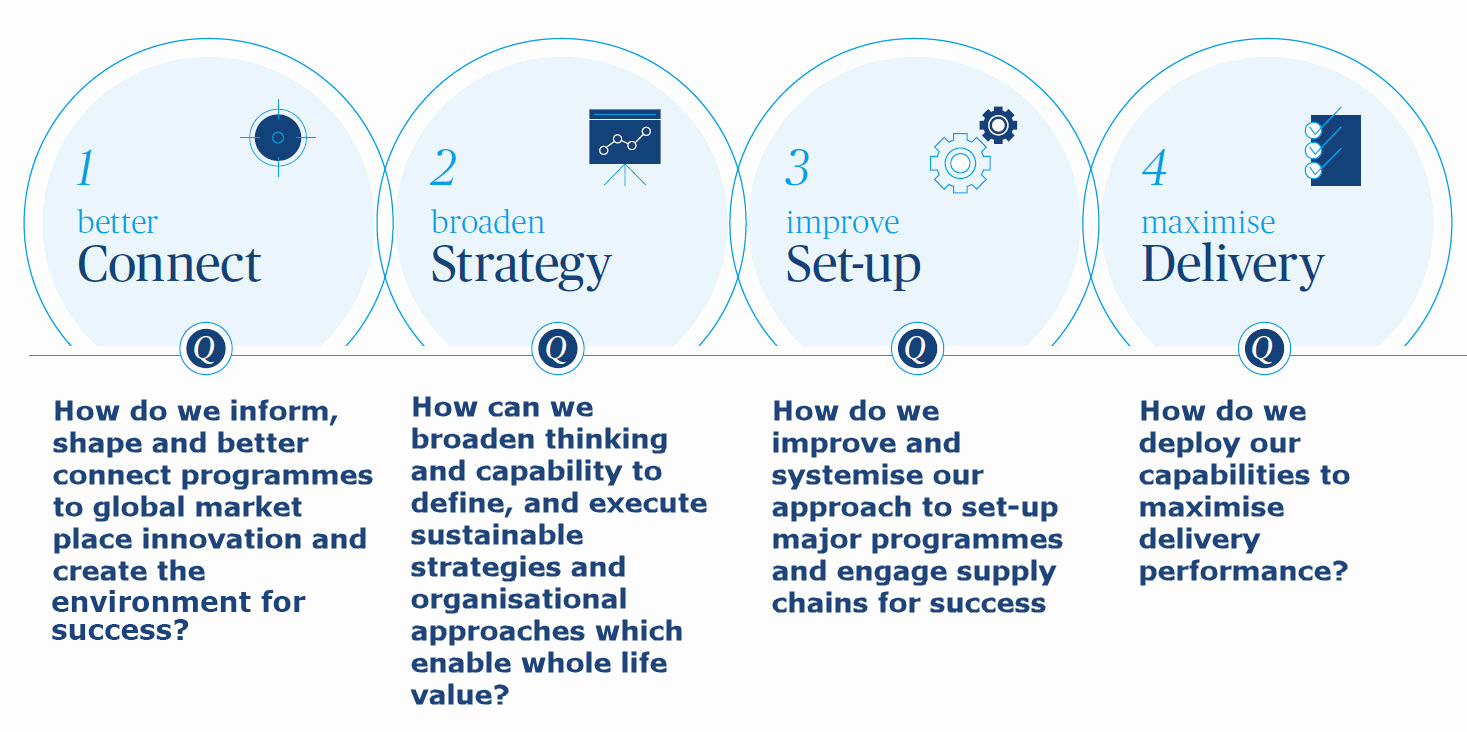 1
better
Connect
Q
How do we inform,
shape and better
connect programmes
to global market
place innovation and
create the
environment for
success?
2
broaden
Strategy
Q
How can we
broaden thinking
and capability to
define, and execute
sustainable
strategies and
organisational
approaches which
enable whole life
value?
3
improve
Set-up
Q
How do we
improve and
systemise our
approach to set-up
major programmes
and engage supply
chains for success
4
maximise
Delivery
Q
How do we
deploy our
capabilities to
maximise
delivery
performance?